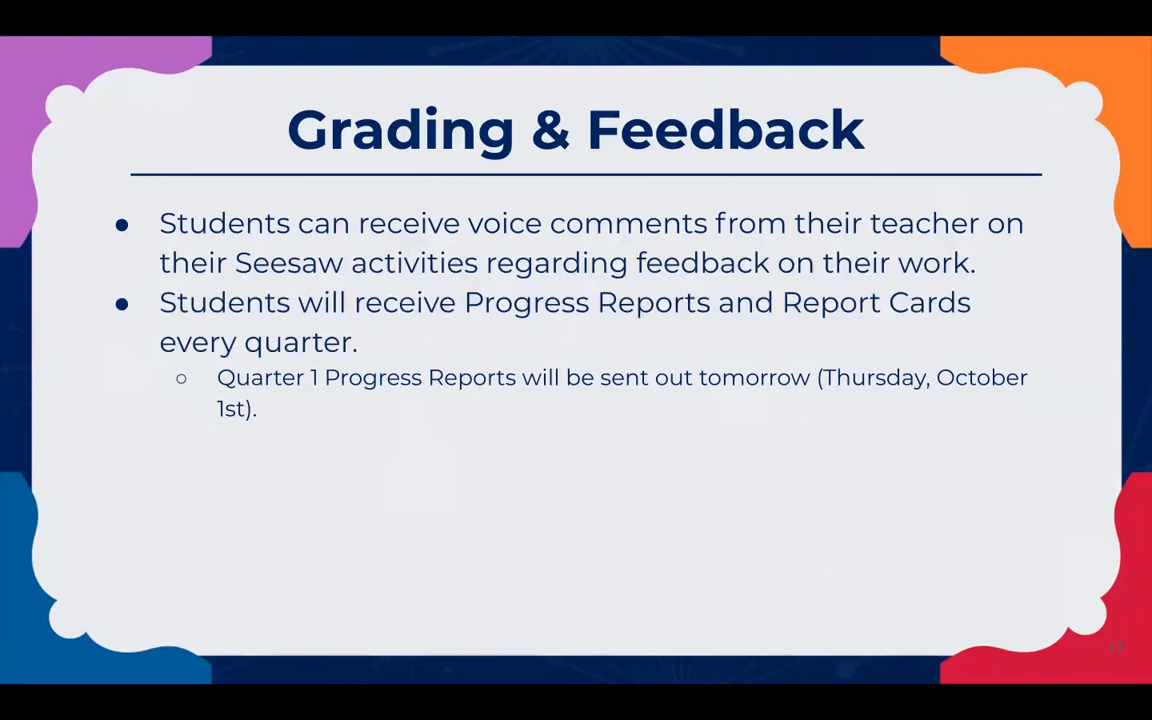 Grading & Feedback
● Students can receive voice comments from their teacher on
their Seesaw activities regarding feedback on their work.
● Students will receive Progress Reports and Report Cards
every quarter.
○ Quarter 1 Progress Reports will be sent out tomorrow (Thursday, October
1st).
17